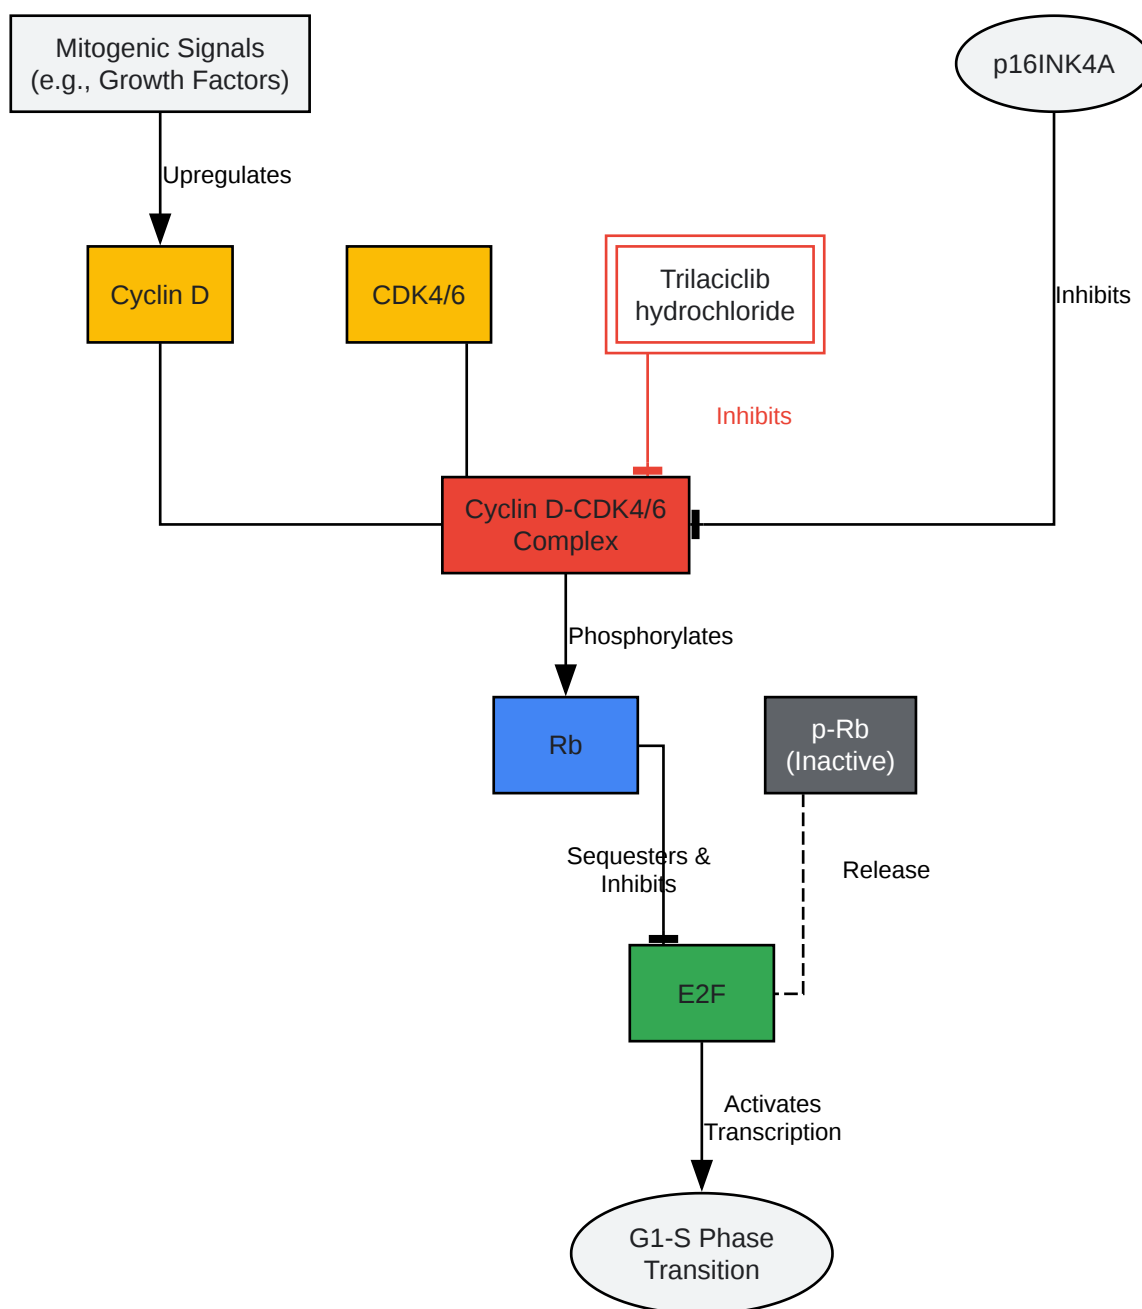 Mitogenic Signals
(e.g., Growth Factors)
p16INK4A
Upregulates
Cyclin D
CDK4/6
Trilaciclib
hydrochloride
Inhibits
Inhibits
Cyclin D-CDK4/6
Complex
Phosphorylates
Rb
p-Rb
(Inactive)
Sequesters &
Inhibits
Release
E2F
Activates
Transcription
G1-S Phase
Transition